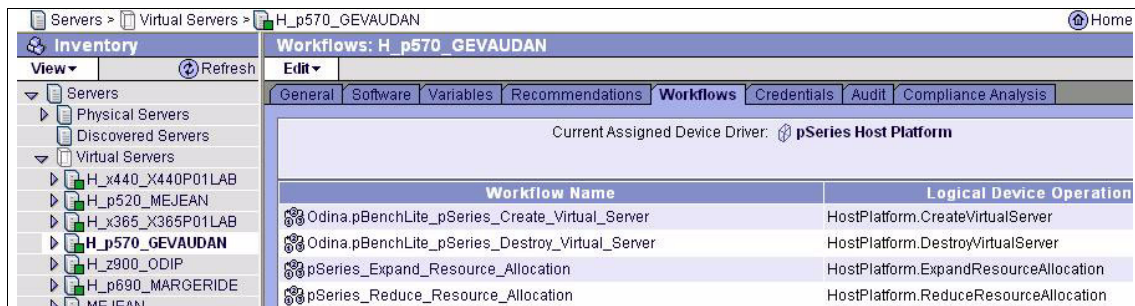 Servers > Virtual Servers > H_p570_GEVAUDAN
Home
Inventory
Workflows: H_p570_GEVAUDAN
View
Refresh
Edit
Servers
General Software Variables Recommendations Workflows Credentials Audit Compliance Analysis
Physical Servers
Discovered Servers
Current Assigned Device Driver: pSeries Host Platform
Virtual Servers
H_x440_X440P01LAB
H_p520_MEJEAN
H_x365_X365P01LAB
H_p570_GEVAUDAN
H_z900_ODIP
H_p690_MARGERIDE
MEJEAN
Workflow Name Logical Device Operation
Odina.pBenchLite_pSeries_Create_Virtual_Server HostPlatform.CreateVirtualServer
Odina.pBenchLite_pSeries_Destroy_Virtual_Server HostPlatform.DestroyVirtualServer
pSeries_Expand_Resource_Allocation HostPlatform.ExpandResourceAllocation
pSeries_Reduce_Resource_Allocation HostPlatform.ReduceResourceAllocation